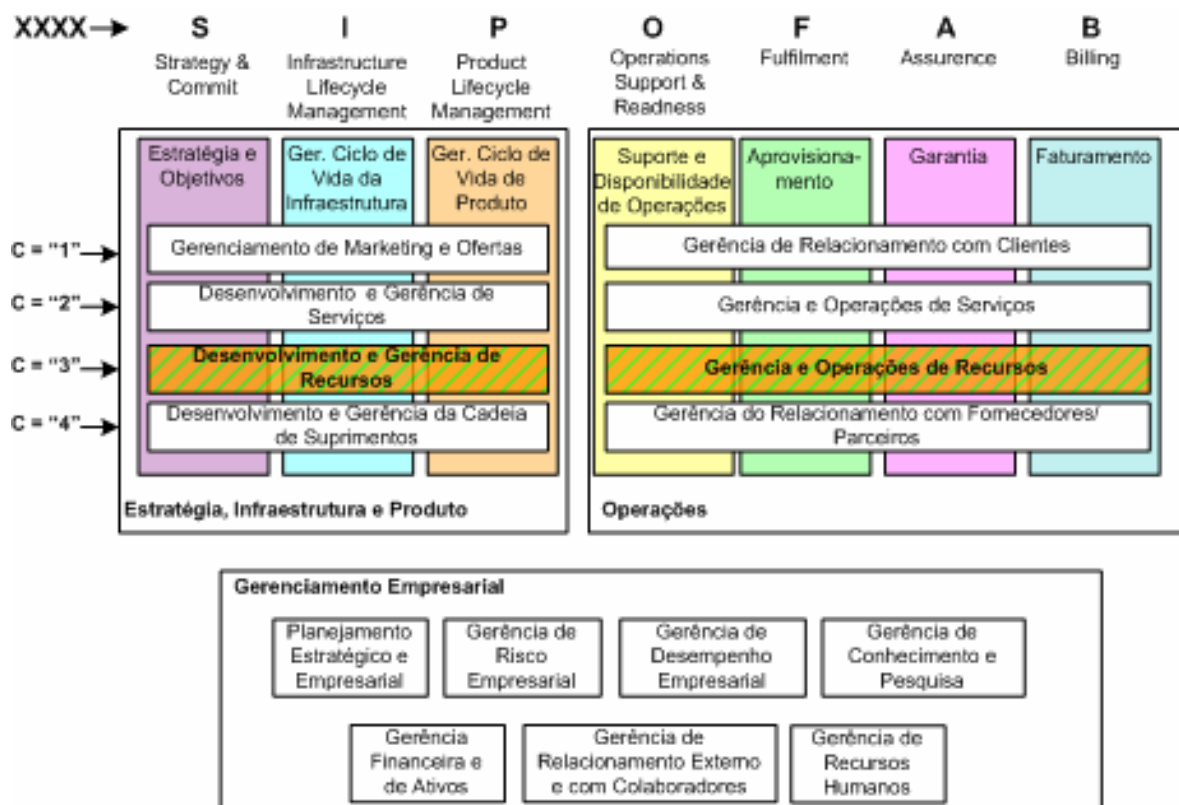 XXXX S I P O F A B
Strategy &
Commit
Infrastructure
Lifecycle
Management
Product
Lifecycle
Management
Operations
Support &
Readness
Fulfilment
Assurence
Billing
Estratégia e
Objetivos
Ger. Ciclo de
Vida da
Infraestrutura
Ger. Ciclo de
Vida de
Produto
Suporte e
Disponibilidade
de Operações
Aprovisiona-
mento
Garantia
Faturamento
C = "1"
Gerenciamento de Marketing e Ofertas
Gerência de Relacionamento com Clientes
C = "2"
Desenvolvimento e Gerência de
Serviços
Gerência e Operações de Serviços
C = "3"
Desenvolvimento e Gerência de
Recursos
Gerência e Operações de Recursos
C = "4"
Desenvolvimento e Gerência da Cadeia
de Suprimentos
Gerência do Relacionamento com Fornecedores/
Parceiros
Estratégia, Infraestrutura e Produto
Operações
Gerenciamento Empresarial
Planejamento
Estratégico e
Empresarial
Gerência de
Risco
Empresarial
Gerência de
Desempenho
Empresarial
Gerência de
Conhecimento e
Pesquisa
Gerência
Financeira e
de Ativos
Gerência de
Relacionamento Externo
e com Colaboradores
Gerência de
Recursos
Humanos